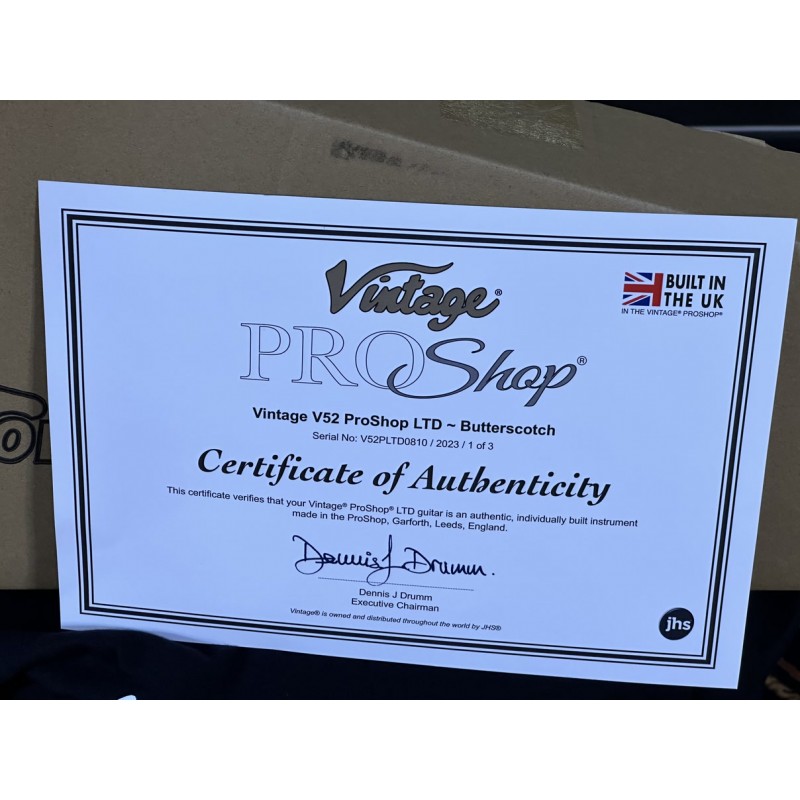 Vintage®
PROShop®
BUILT IN
THE UK
IN THE VINTAGE® PROSHOP®
Vintage V52 ProShop LTD ~ Butterscotch
Serial No: V52PLTD0810 / 2023 / 1 of 3
Certificate of Authenticity
This certificate verifies that your Vintage® ProShop® LTD guitar is an authentic, individually built instrument
made in the ProShop, Garforth, Leeds, England.
Dennis J Drumm.
Dennis J Drumm
Executive Chairman
Vintage® is owned and distributed throughout the world by JHS®
jhs